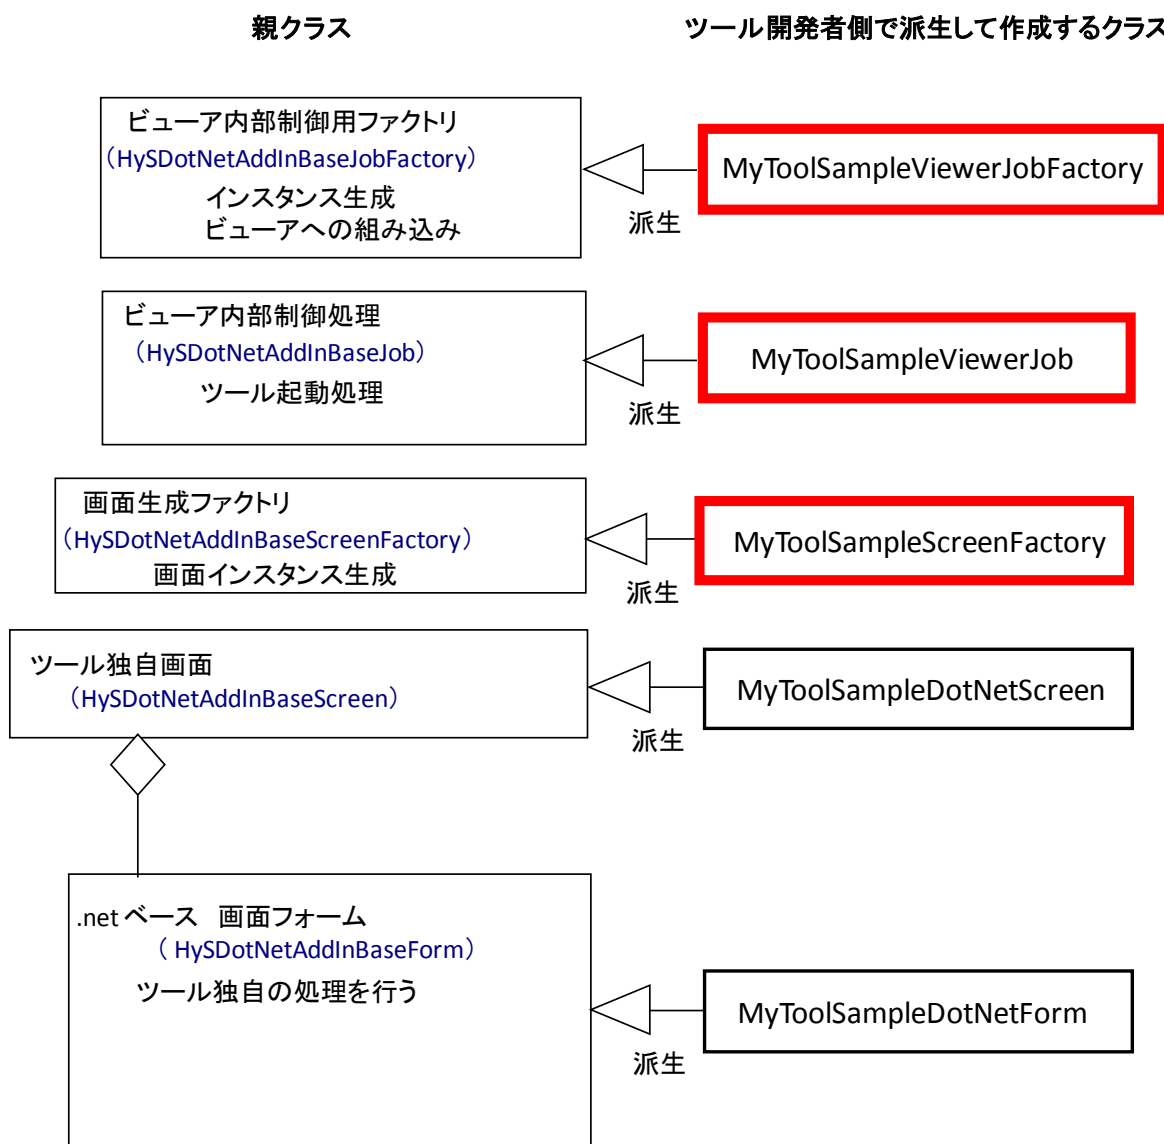 親クラス
ツール開発者側で派生して作成するクラス
ビューア内部制御用ファクトリ
（HySDotNetAddInBaseJobFactory）
インスタンス生成
ビューアへの組み込み
派生
MyToolSampleViewerJobFactory
ビューア内部制御処理
（HySDotNetAddInBaseJob）
ツール起動処理
派生
MyToolSampleViewerJob
画面生成ファクトリ
（HySDotNetAddInBaseScreenFactory）
画面インスタンス生成
派生
MyToolSampleScreenFactory
ツール独自画面
（HySDotNetAddInBaseScreen）
派生
MyToolSampleDotNetScreen
.net ベース　画面フォーム
（ HySDotNetAddInBaseForm）
ツール独自の処理を行う
派生
MyToolSampleDotNetForm